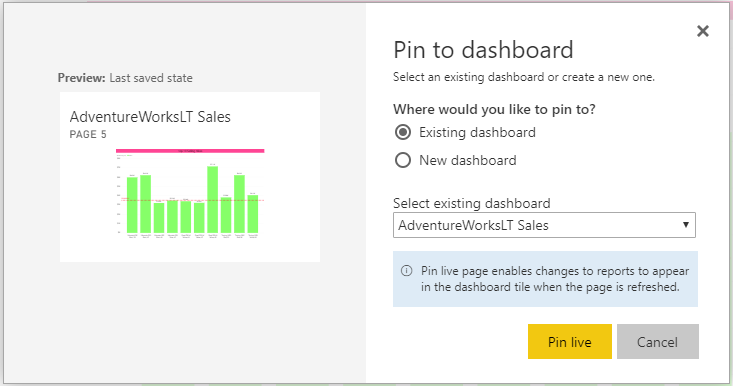 Preview: Last saved state
AdventureWorksLT Sales
PAGE 5
Pin to dashboard
Select an existing dashboard or create a new one.
Where would you like to pin to?
Existing dashboard
New dashboard
Select existing dashboard
AdventureWorksLT Sales
Pin live page enables changes to reports to appear
in the dashboard tile when the page is refreshed.
Pin live
Cancel